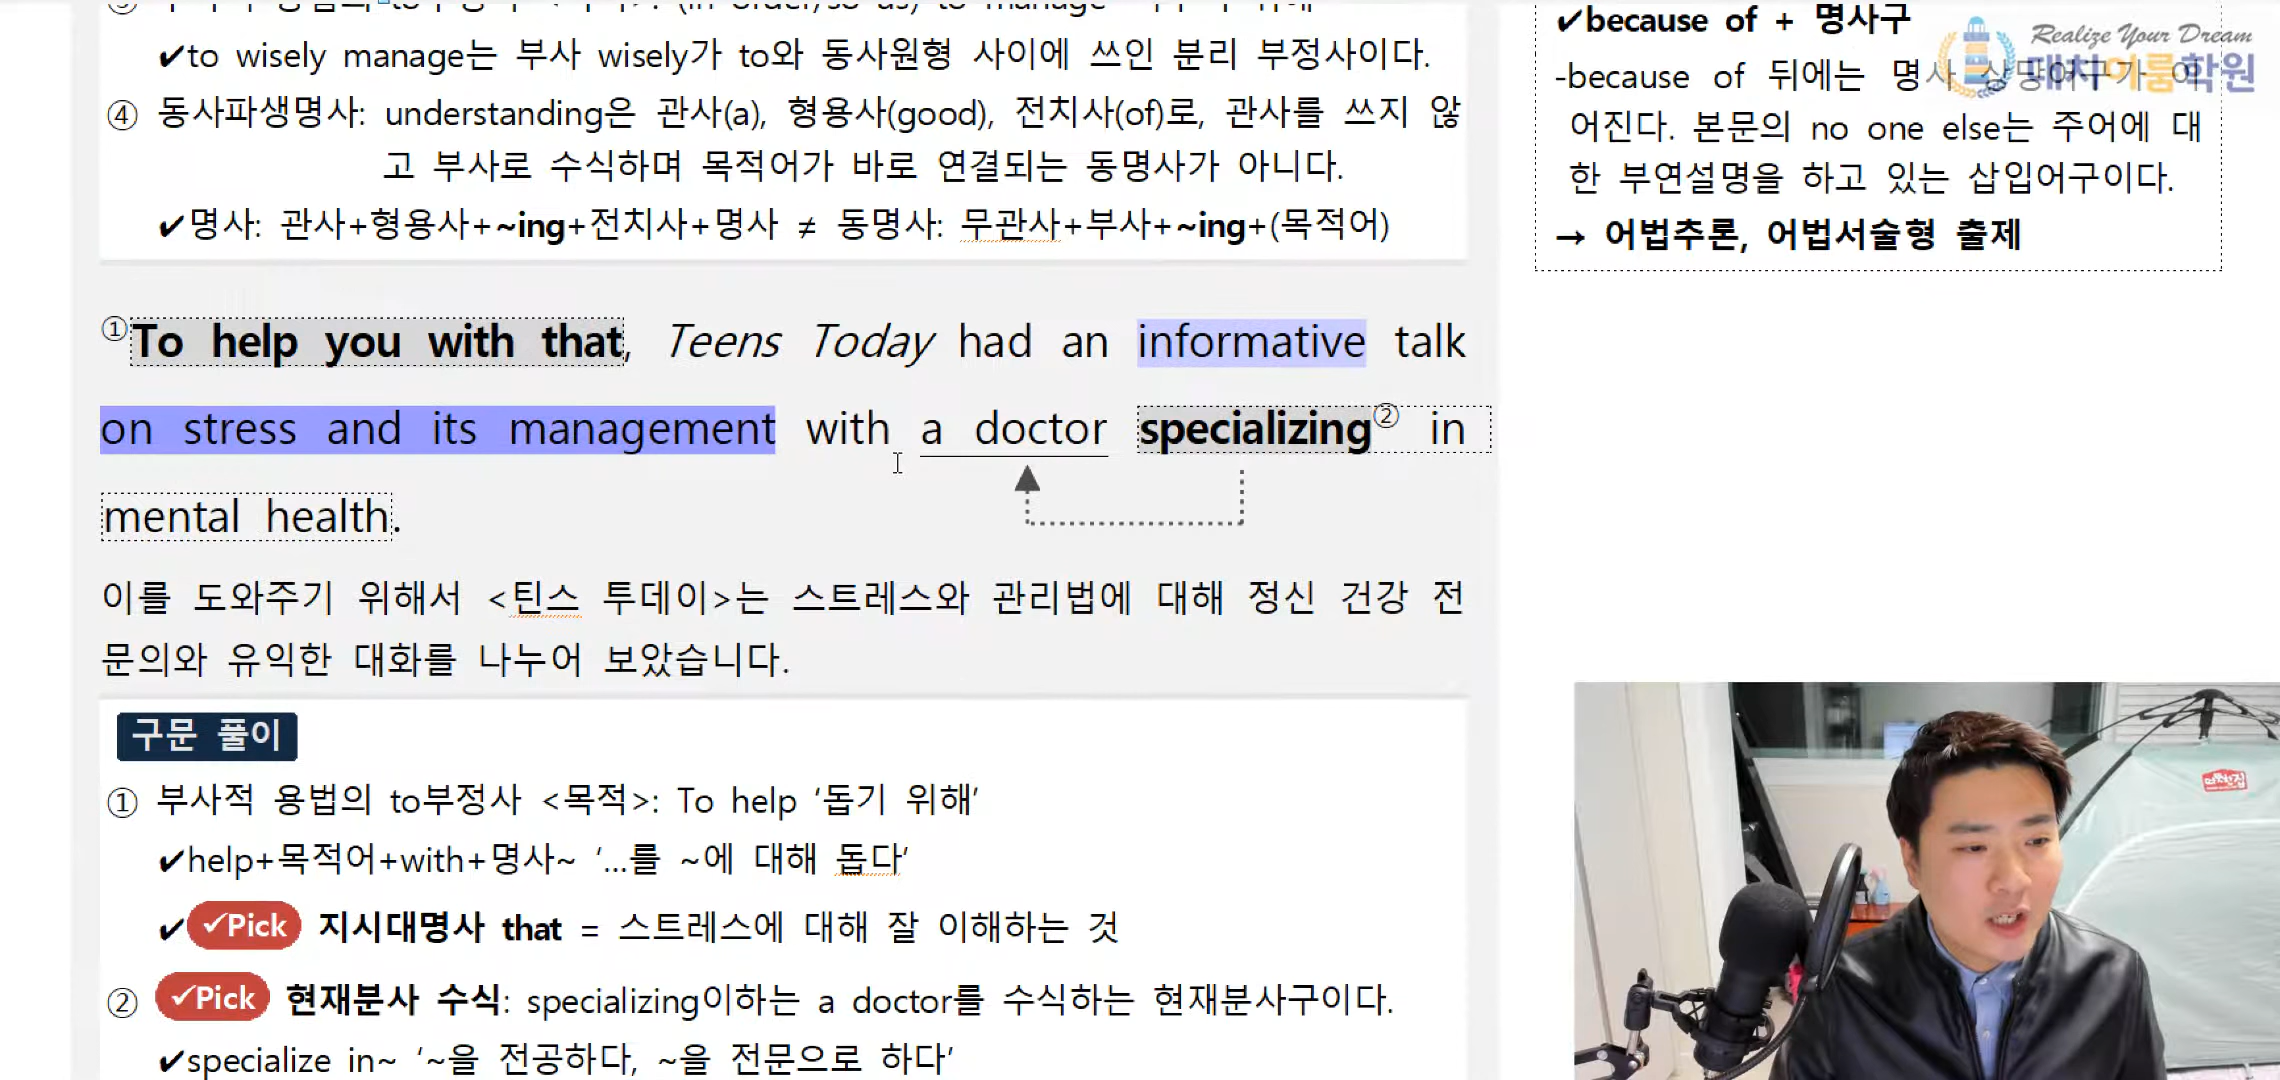 ✔to wisely manage는 부사 wisely가 to와 동사원형 사이에 쓰인 분리 부정사이다.
④ 동사파생명사: understanding은 관사(a), 형용사(good), 전치사(of)로, 관사를 쓰지 않
고 부사로 수식하며 목적어가 바로 연결되는 동명사가 아니다.
✔명사: 관사+형용사+~ing+전치사+명사 ≠ 동명사: 무관사+부사+~ing+(목적어)
①To help you with that, Teens Today had an informative talk
on stress and its management with a doctor specializing② in
mental health.
이를 도와주기 위해서 <틴스 투데이>는 스트레스와 관리법에 대해 정신 건강 전
문의와 유익한 대화를 나누어 보았습니다.
구문 풀이
① 부사적 용법의 to부정사 <목적>: To help ‘돕기 위해’
✔help+목적어+with+명사~ ‘...를 ~에 대해 돕다’
✔✓Pick 지시대명사 that = 스트레스에 대해 잘 이해하는 것
② ✓Pick 현재분사 수식: specializing이하는 a doctor를 수식하는 현재분사구이다.
✔specialize in~ ‘~을 전공하다, ~을 전문으로 하다’
✔because of + 명사구
-because of 뒤에는 명사 상당어구가 이
어진다. 본문의 no one else는 주어에 대
한 부연설명을 하고 있는 삽입어구이다.
→ 어법추론, 어법서술형 출제
Realize Your Dream
대치이룸학원